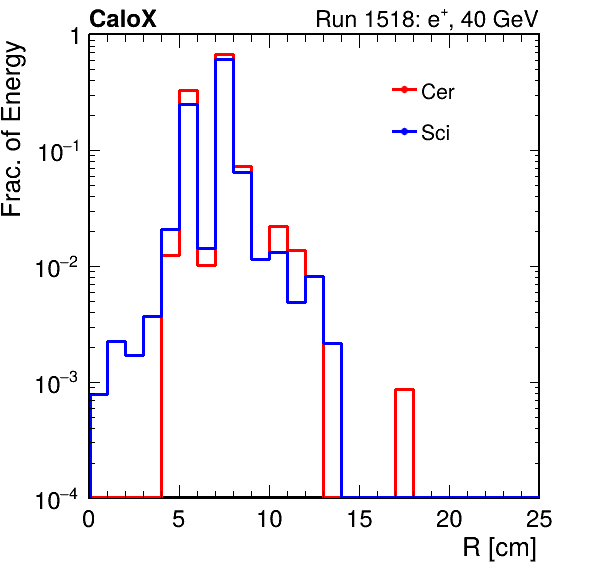 CaloX Run 1518: e⁺, 40 GeV
Frac. of Energy
1
10⁻¹
10⁻²
10⁻³
10⁻⁴
Cer
Sci
0 5 10 15 20 25
R [cm]